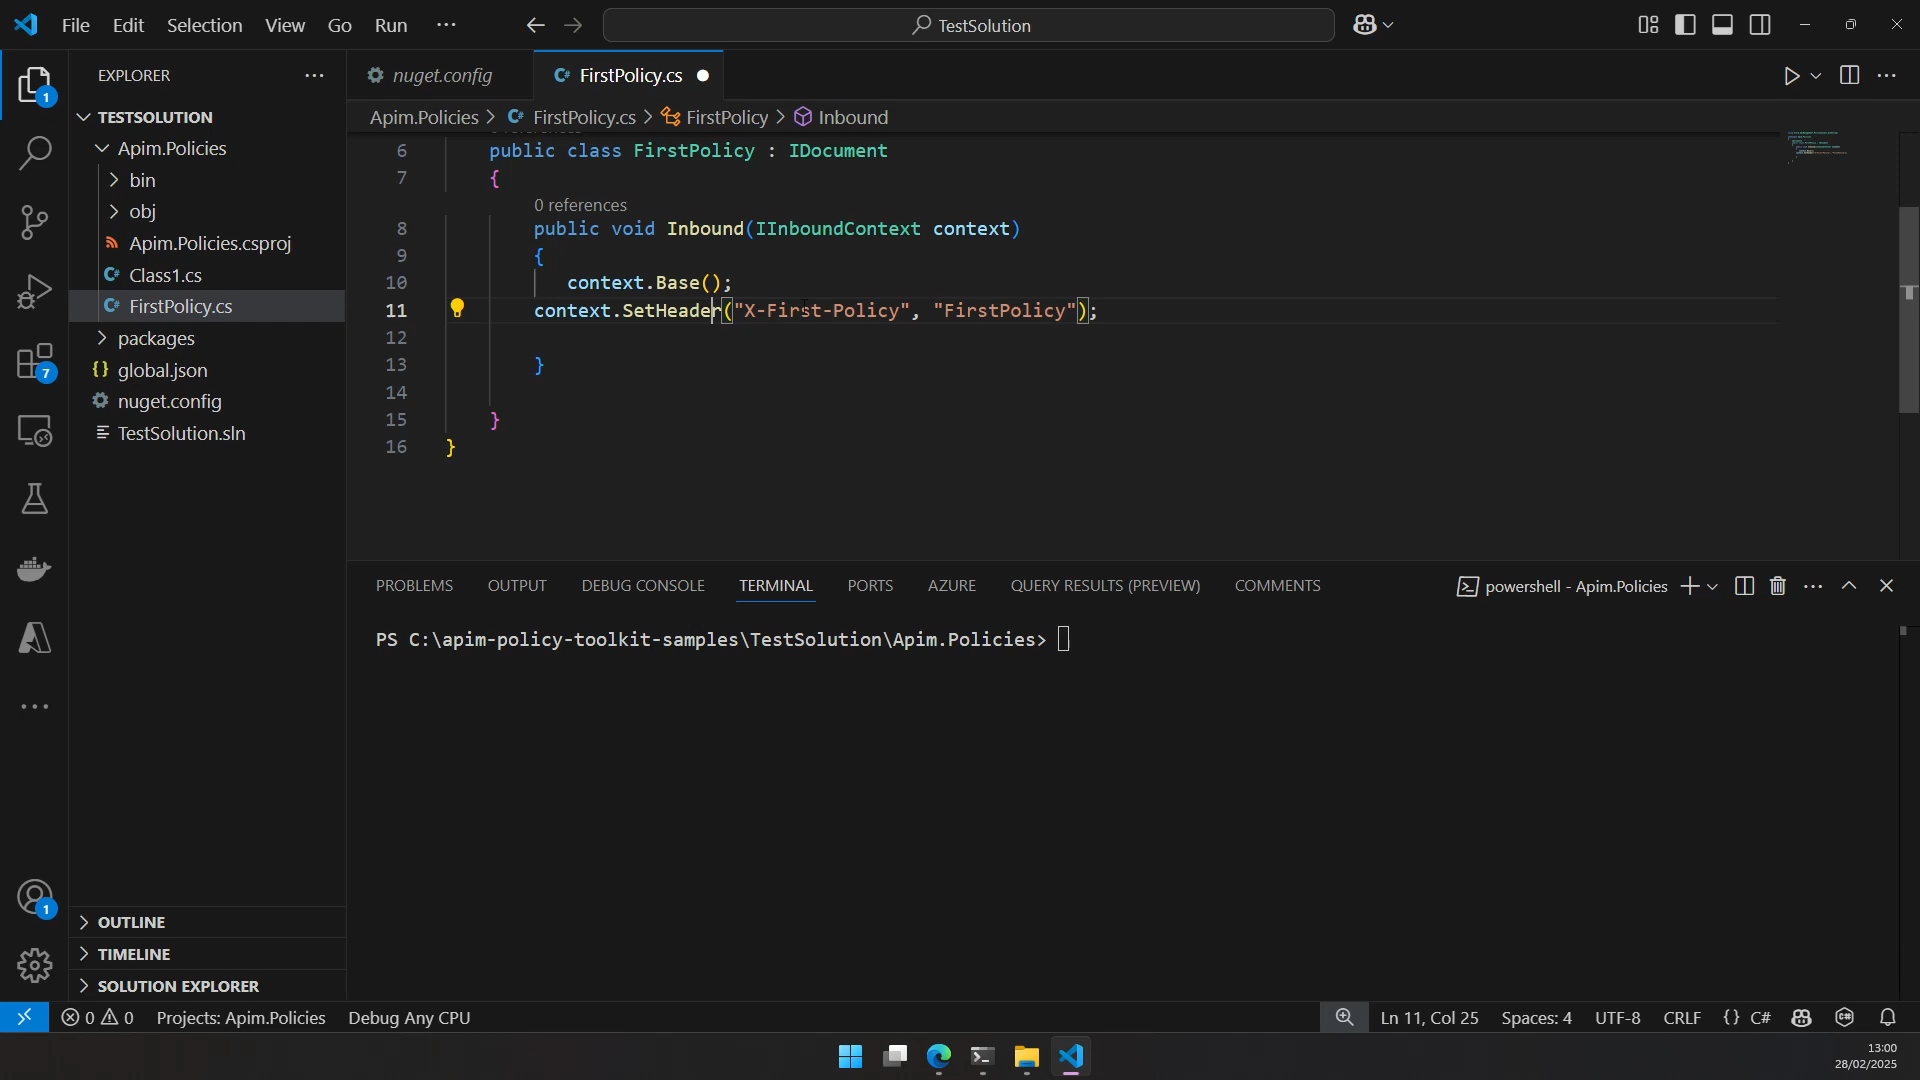 File Edit Selection View Go Run ··· TestSolution
EXPLORER
TESTSOLUTION
Apim.Policies
bin
obj
Apim.Policies.csproj
Class1.cs
FirstPolicy.cs
packages
global.json
nuget.config
TestSolution.sln
OUTLINE
TIMELINE
SOLUTION EXPLORER
1
7
1
nuget.config FirstPolicy.cs
Apim.Policies > FirstPolicy.cs > FirstPolicy > Inbound
6 public class FirstPolicy : IDocument
7 {
0 references
8 public void Inbound(IInboundContext context)
9 {
10 context.Base();
11 context.SetHeader("X-First-Policy", "FirstPolicy");
12
13 }
14
15 }
16 }
PROBLEMS OUTPUT DEBUG CONSOLE TERMINAL PORTS AZURE QUERY RESULTS (PREVIEW) COMMENTS powershell - Apim.Policies
PS C:\apim-policy-toolkit-samples\TestSolution\Apim.Policies>
0 0 Projects: Apim.Policies Debug Any CPU Ln 11, Col 25 Spaces: 4 UTF-8 CRLF {} C#
13:00
28/02/2025